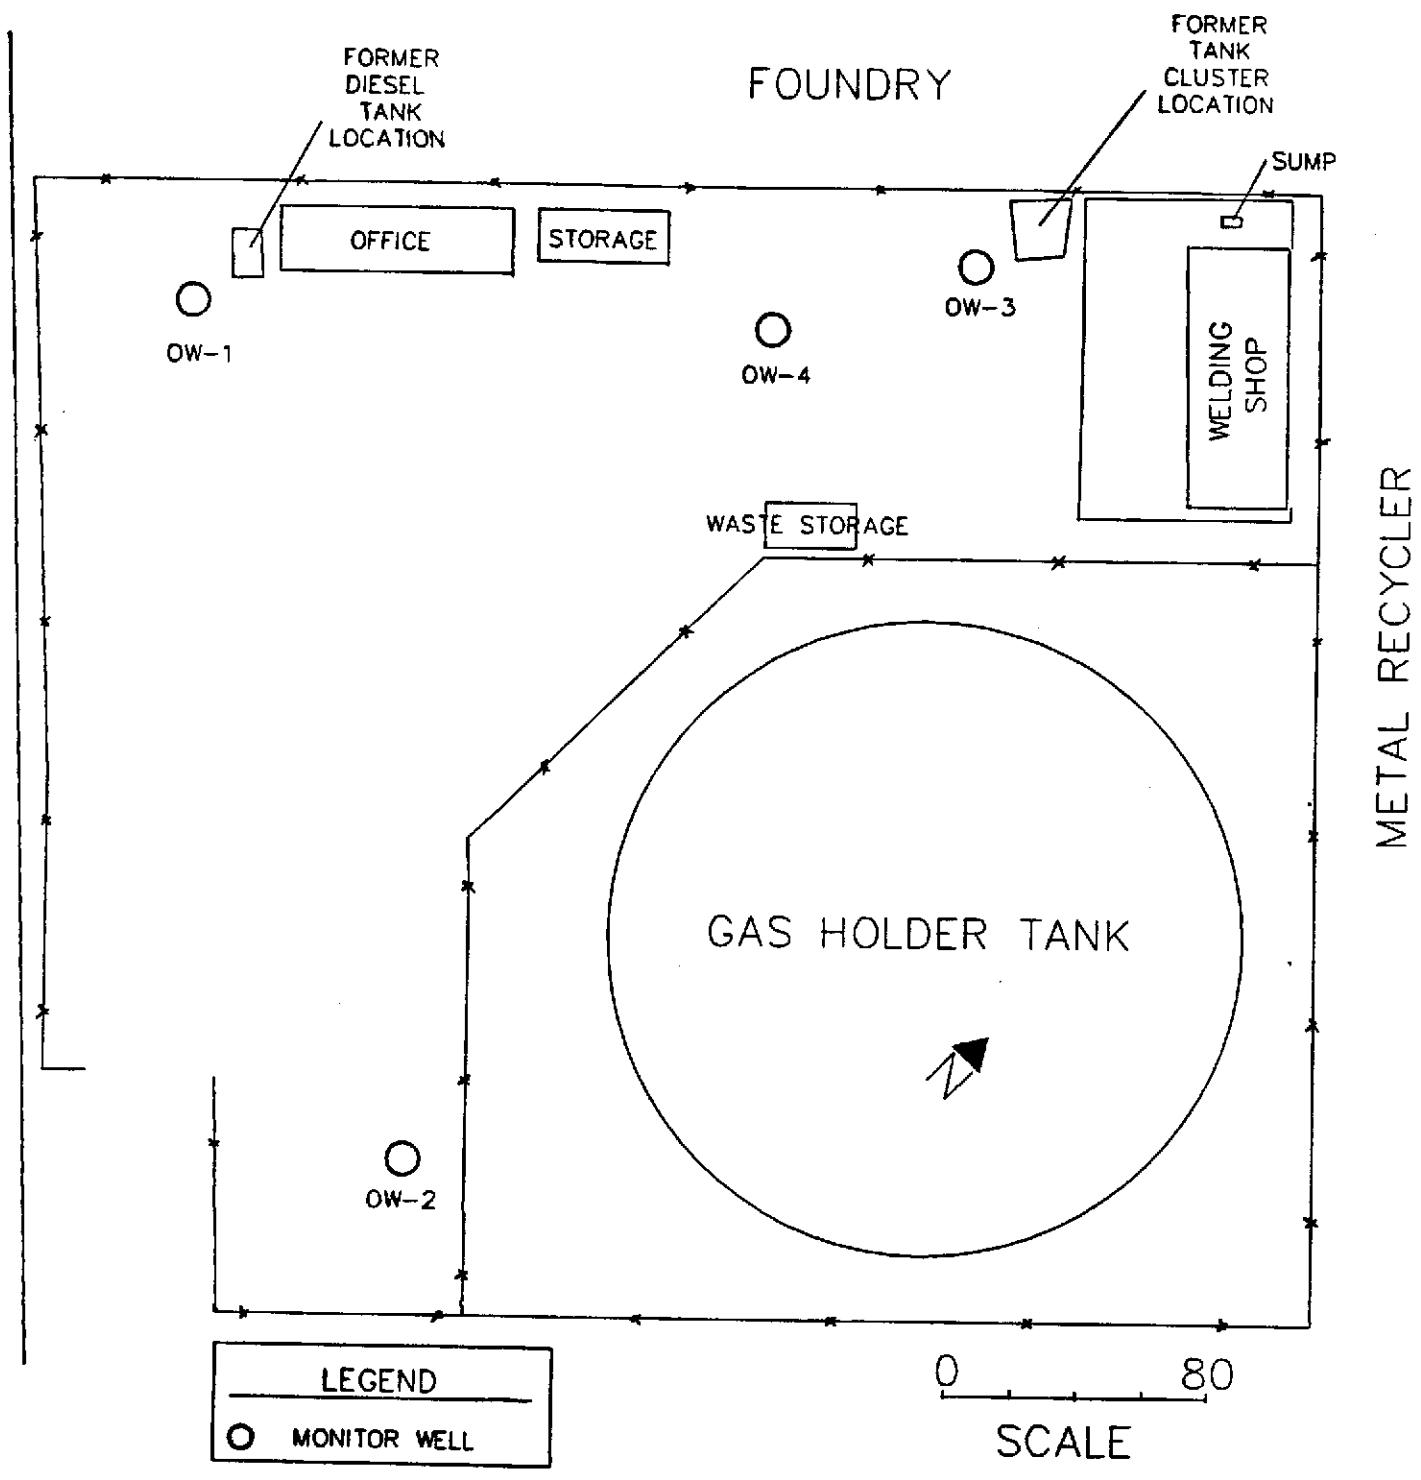 FORMER
DIESEL
TANK
LOCATION
FOUNDRY
FORMER
TANK
CLUSTER
LOCATION
SUMP
OFFICE
STORAGE
OW-1
OW-4
OW-3
WELDING
SHOP
WASTE STORAGE
METAL RECYCLER
GAS HOLDER TANK
N
OW-2
LEGEND
MONITOR WELL
0 80
SCALE